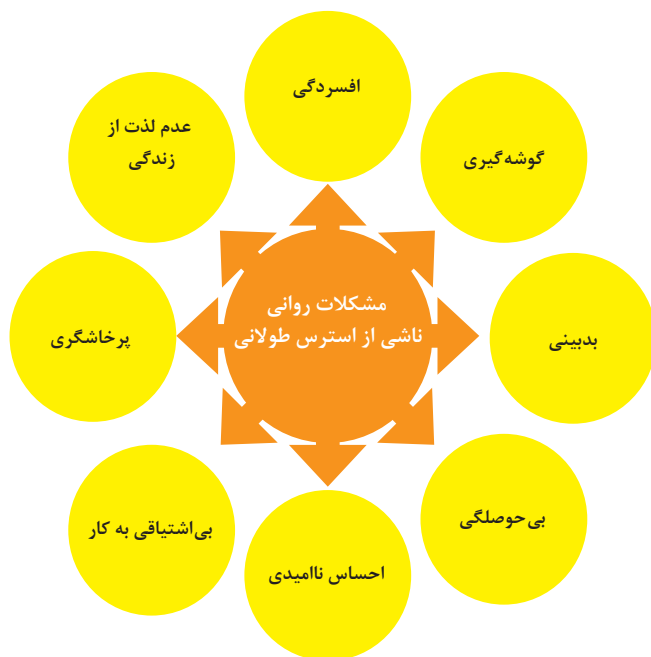 افسردگی
گوشه‌گیری
بدبینی
بی‌حوصلگی
احساس ناامیدی
بی‌اشتیاقی به کار
پرخاشگری
عدم لذت از
زندگی
مشکلات روانی
ناشی از استرس طولانی